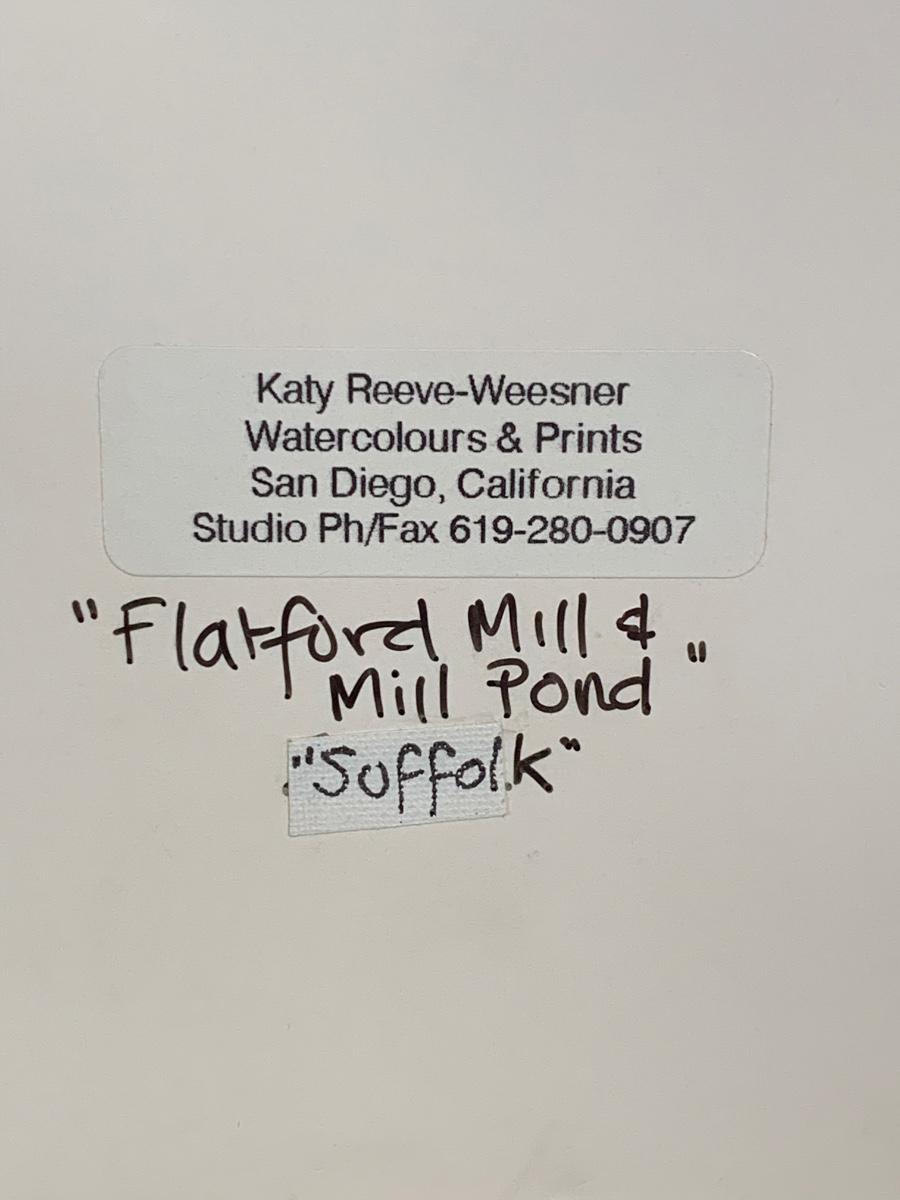 Katy Reeve-Weesner
Watercolours & Prints
San Diego, California
Studio Ph/Fax 619-280-0907
"Flatford Mill &
Mill Pond"
"Suffolk"